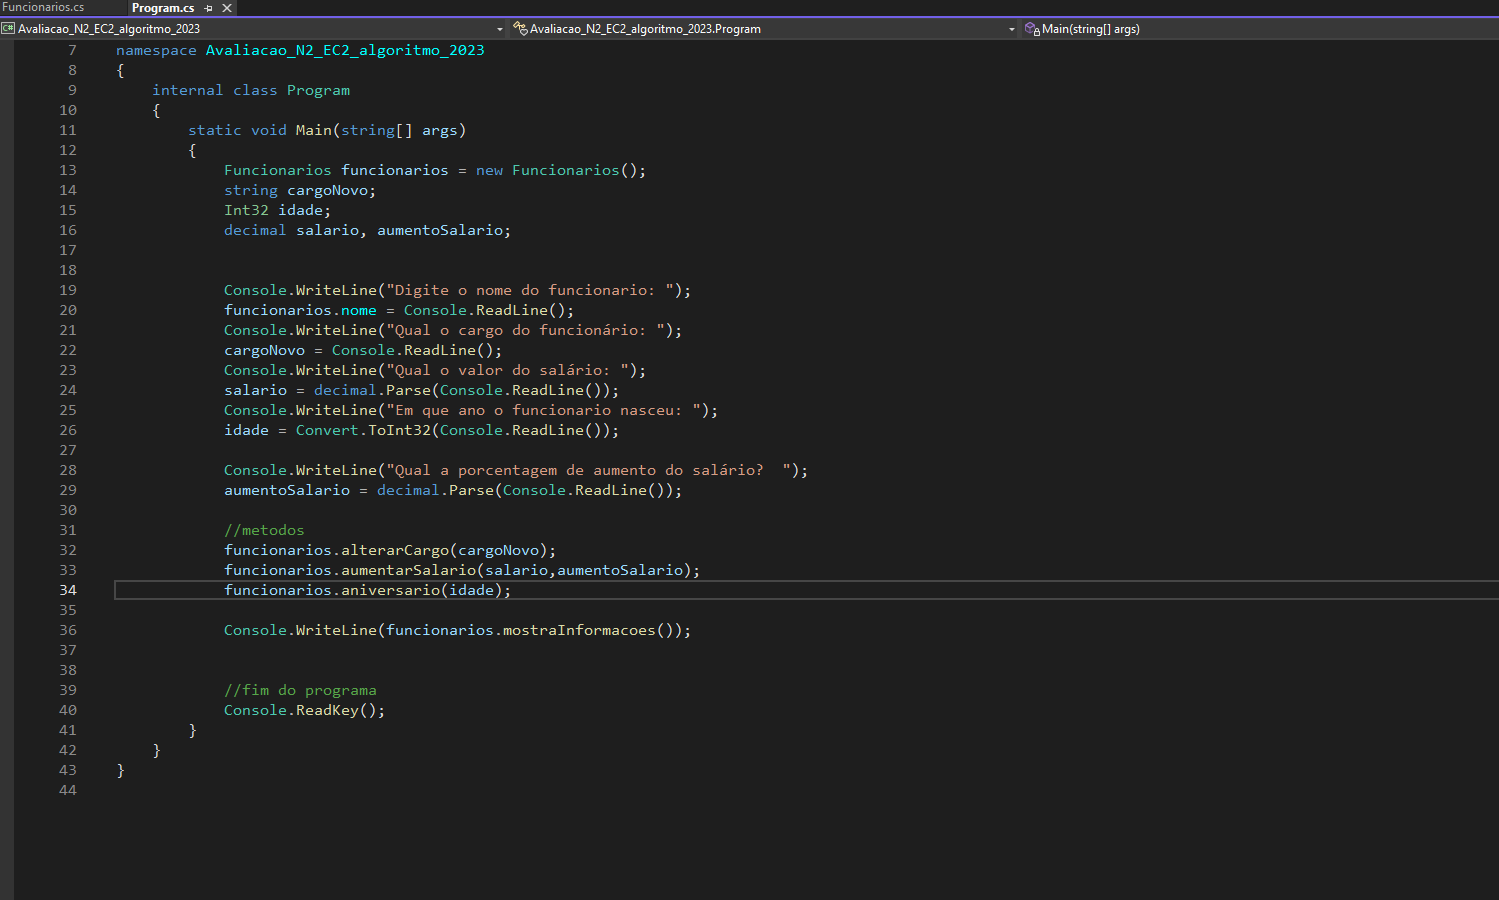 Funcionarios.cs Program.cs
C# Avaliacao_N2_EC2_algoritmo_2023 Avaliacao_N2_EC2_algoritmo_2023.Program Main(string[] args)
7 namespace Avaliacao_N2_EC2_algoritmo_2023
8 {
9 internal class Program
10 {
11 static void Main(string[] args)
12 {
13 Funcionarios funcionarios = new Funcionarios();
14 string cargoNovo;
15 Int32 idade;
16 decimal salario, aumentoSalario;
17
18
19 Console.WriteLine("Digite o nome do funcionario: ");
20 funcionarios.nome = Console.ReadLine();
21 Console.WriteLine("Qual o cargo do funcionário: ");
22 cargoNovo = Console.ReadLine();
23 Console.WriteLine("Qual o valor do salário: ");
24 salario = decimal.Parse(Console.ReadLine());
25 Console.WriteLine("Em que ano o funcionario nasceu: ");
26 idade = Convert.ToInt32(Console.ReadLine());
27
28 Console.WriteLine("Qual a porcentagem de aumento do salário?  ");
29 aumentoSalario = decimal.Parse(Console.ReadLine());
30
31 //metodos
32 funcionarios.alterarCargo(cargoNovo);
33 funcionarios.aumentarSalario(salario,aumentoSalario);
34 funcionarios.aniversario(idade);
35
36 Console.WriteLine(funcionarios.mostraInformacoes());
37
38
39 //fim do programa
40 Console.ReadKey();
41 }
42 }
43 }
44